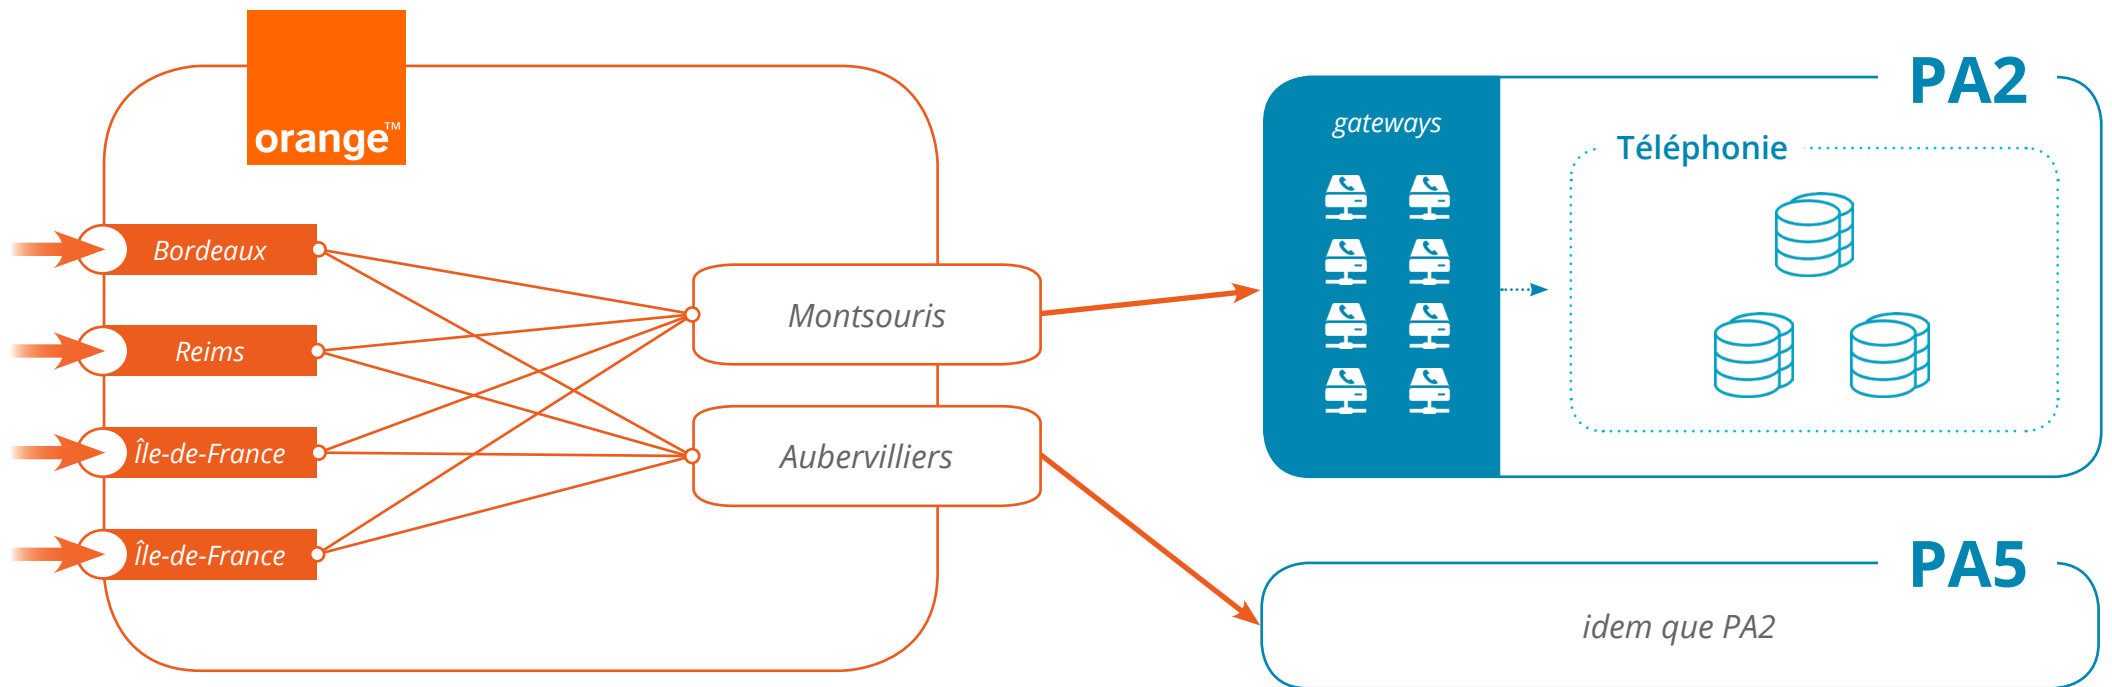 orange™
Bordeaux
Reims
Île-de-France
Île-de-France
Montsouris
Aubervilliers
PA2
gateways
Téléphonie
PA5
idem que PA2